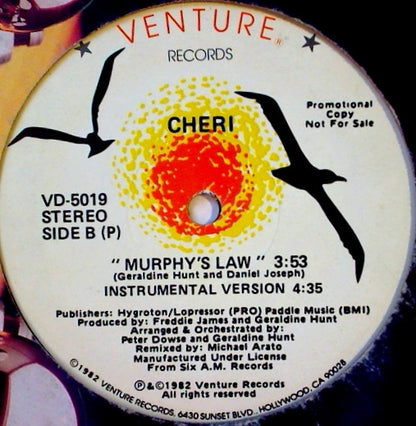 VENTURE®
RECORDS
Promotional
Copy
Not For Sale
CHERI
VD-5019
STEREO
SIDE B (P)
" MURPHY'S LAW " 3:53
(Geraldine Hunt and Daniel Joseph)
INSTRUMENTAL VERSION 4:35
Publishers: Hygroton/Lopressor (PRO) Paddle Music (BMI)
Produced by: Freddie James and Geraldine Hunt
Arranged & Orchestrated by:
Peter Dowse and Geraldine Hunt
Remixed by: Michael Arato
Manufactured Under License
From Six A.M. Records
℗&©1982 Venture Records
All rights reserved
©1982 VENTURE RECORDS, 6430 SUNSET BLVD., HOLLYWOOD, CA 90028